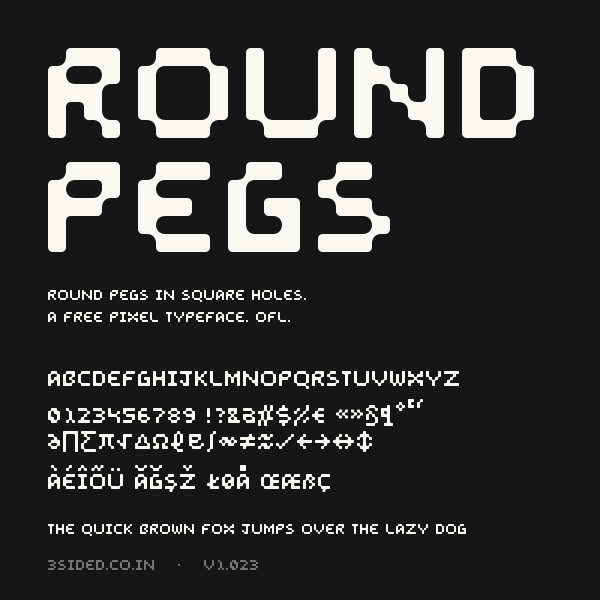 ROUND
PEGS
ROUND PEGS IN SQUARE HOLES.
A FREE PIXEL TYPEFACE. OFL.
ABCDEFGHIJKLMNOPQRSTUVWXYZ
0123456789 !?&@#$%€ «»§¶°“”
∂∏∑π√∆Ω℮∫≈≠~✓←→↔↕
ÀÉÎÕÜ ĂĞŞŽ ŁØÅ ŒÆßÇ
THE QUICK BROWN FOX JUMPS OVER THE LAZY DOG
3SIDED.CO.IN · V1.023